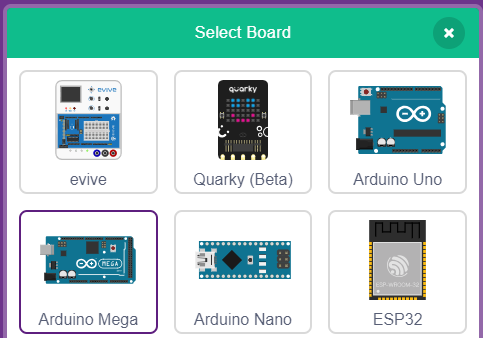 Select Board
evive
evive
Quarky (Beta)
quarky
Arduino Uno
Arduino Mega
MEGA
Arduino Nano
ESP32
ESP-WROOM-32